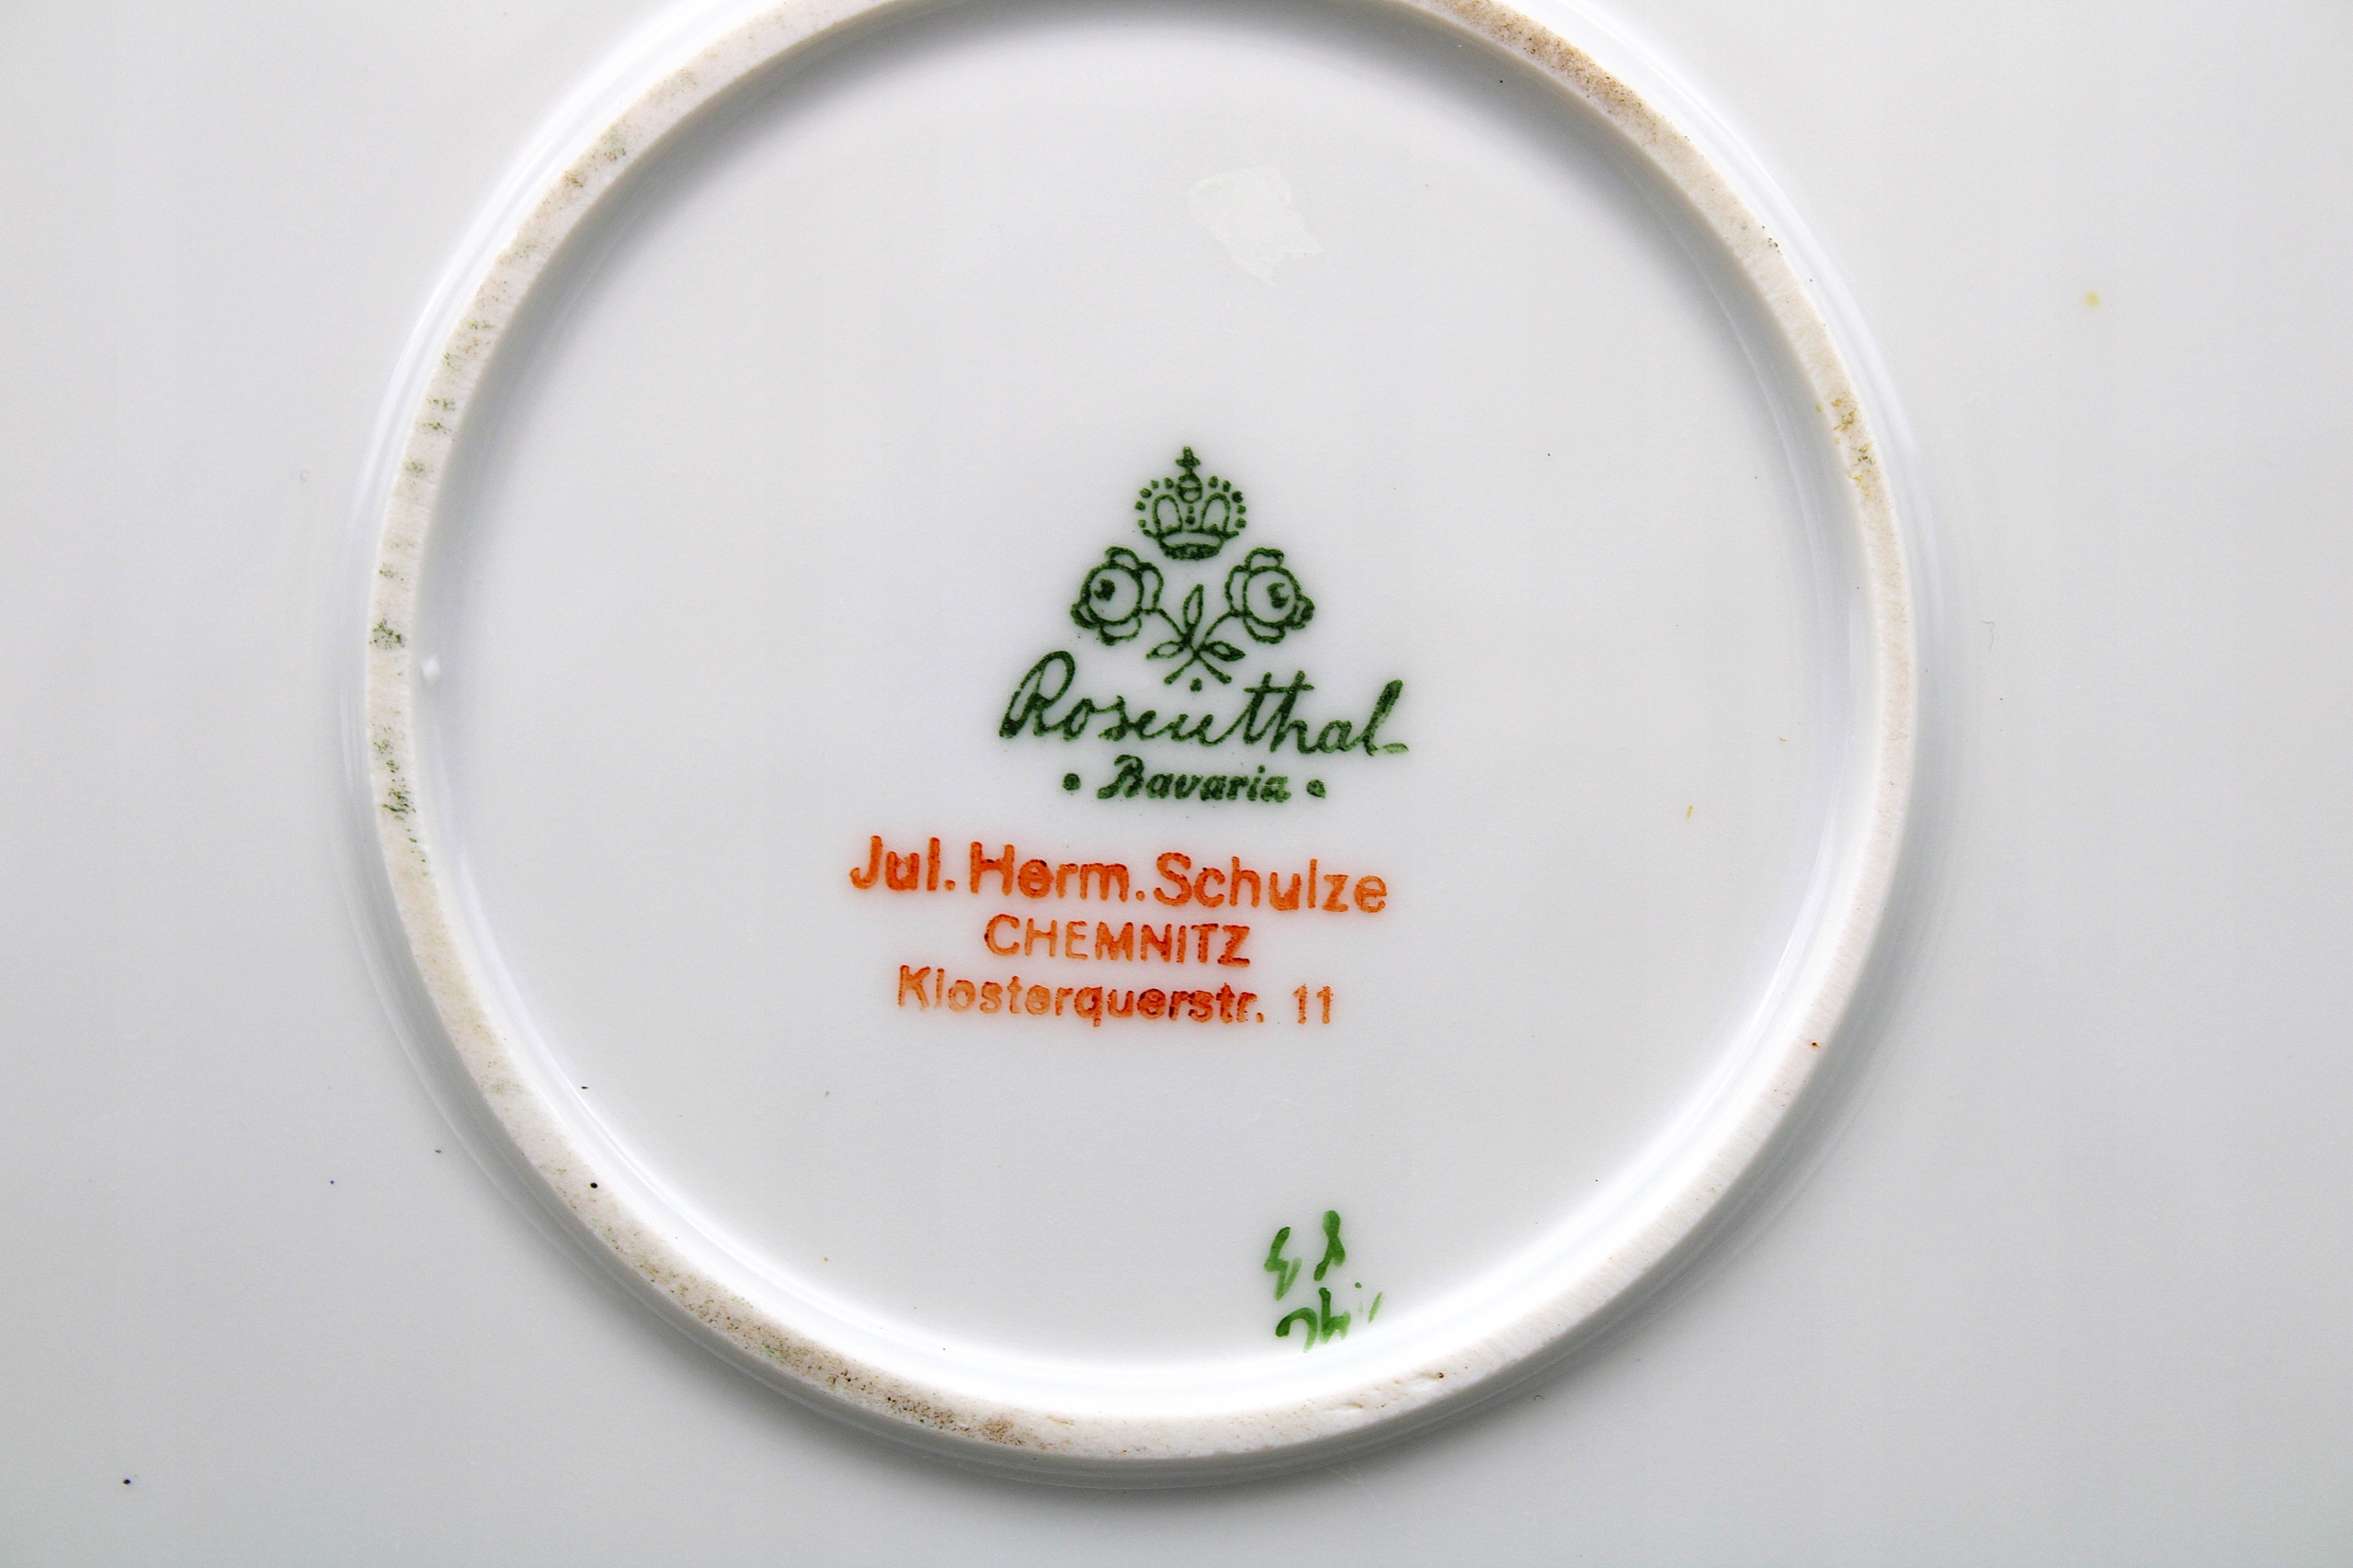 Rosenthal
• Bavaria •
Jul. Herm. Schulze
CHEMNITZ
Klosterquerstr. 11